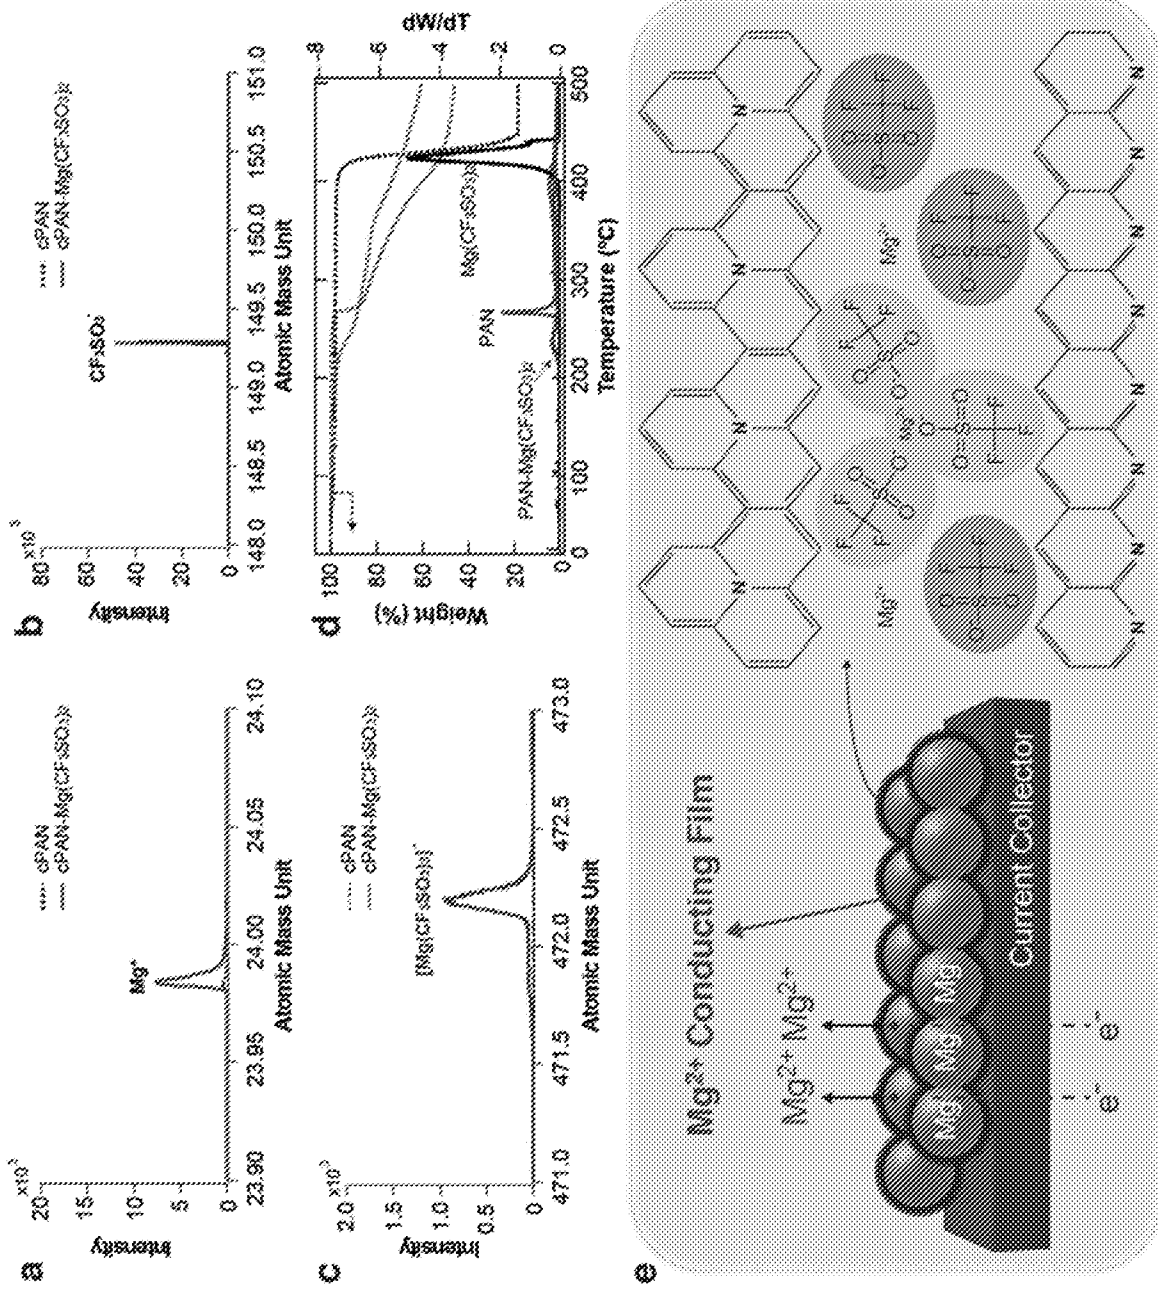 a
×10⁻³
20
15
10
5
0
Intensity
23.90
23.95
24.00
24.05
24.10
Atomic Mass Unit
Mg⁺
cPAN
cPAN-Mg(CF₃SO₃)₂
b
80
60
40
20
0
Intensity
148.0
148.5
149.0
149.5
150.0
150.5
151.0
Atomic Mass Unit
CF₃SO₃⁻
cPAN
cPAN-Mg(CF₃SO₃)₂
c
2.0
1.5
1.0
0.5
0
Intensity
471.0
471.5
472.0
472.5
473.0
Atomic Mass Unit
[Mg(CF₃SO₃)₃]⁻
cPAN
cPAN-Mg(CF₃SO₃)₂
d
100
80
60
40
20
0
Weight (%)
0
100
200
300
400
500
Temperature (°C)
8
6
4
2
0
dW/dT
PAN-Mg(CF₃SO₃)₂
PAN
Mg(CF₃SO₃)₂
e
Mg²⁺ Conducting Film
Mg²⁺ Mg²⁺
Mg Mg Mg
Current Collector
e⁻ e⁻
N N N N
Mg²⁺ Mg²⁺
Mg²⁺
N N N N N N N N